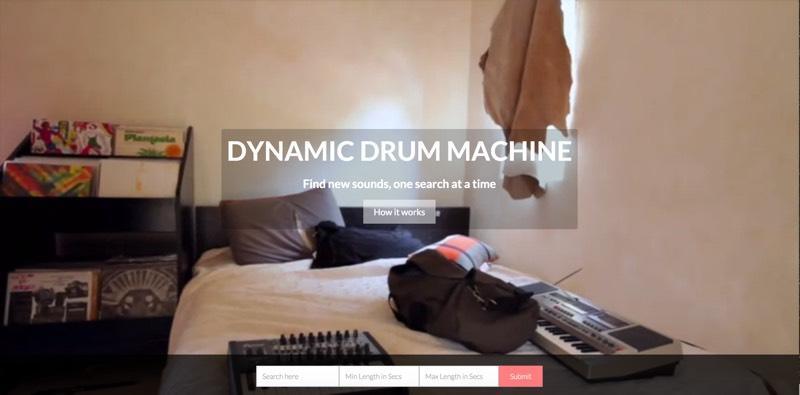 DYNAMIC DRUM MACHINE
Find new sounds, one search at a time
How it works
Search here
Min Length in Secs
Max Length in Secs
Submit